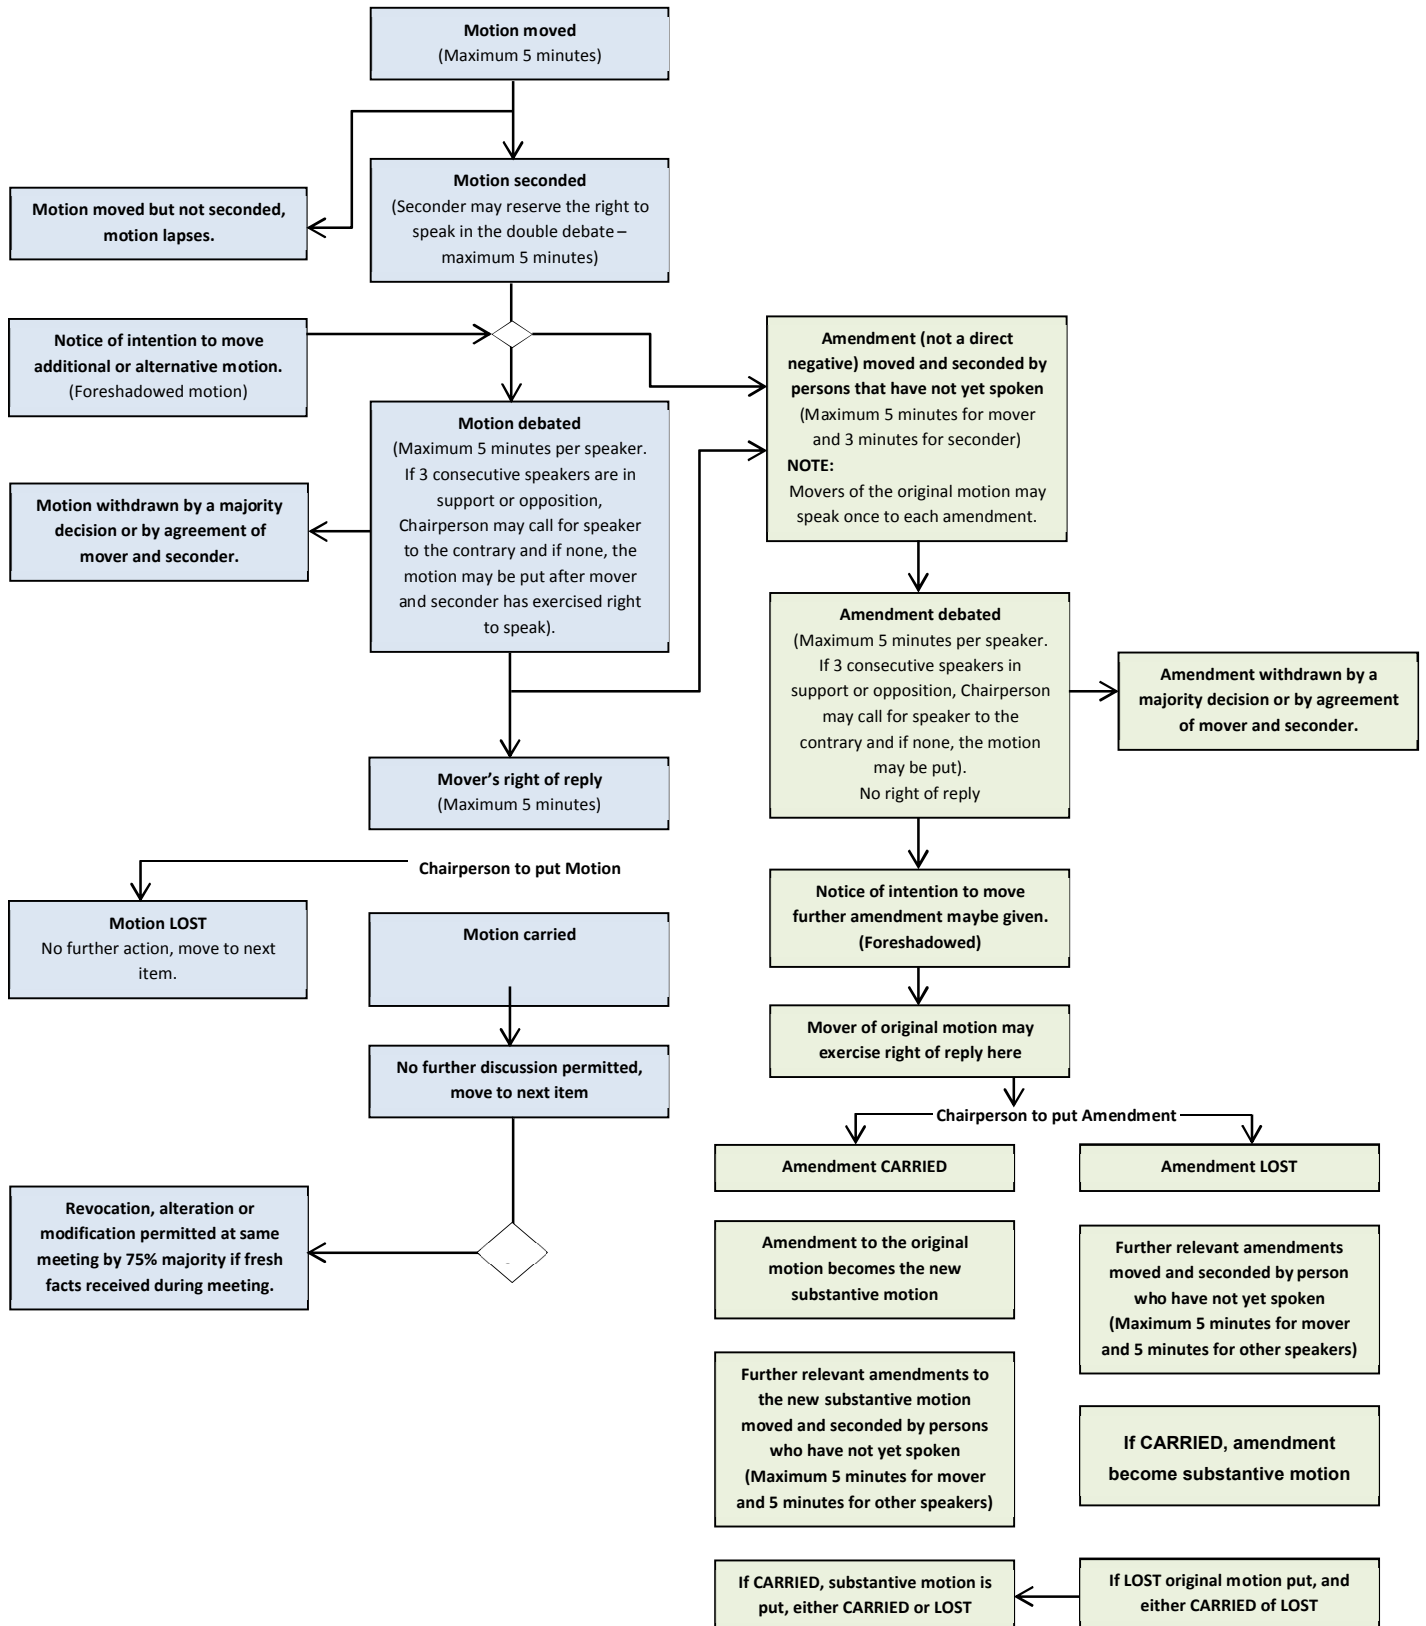 Motion moved
(Maximum 5 minutes)
Motion seconded
(Seconder may reserve the right to
speak in the double debate –
maximum 5 minutes)
Motion moved but not seconded,
motion lapses.
Notice of intention to move
additional or alternative motion.
(Foreshadowed motion)
Motion debated
(Maximum 5 minutes per speaker.
If 3 consecutive speakers are in
support or opposition,
Chairperson may call for speaker
to the contrary and if none, the
motion may be put after mover
and seconder has exercised right
to speak).
Motion withdrawn by a majority
decision or by agreement of
mover and seconder.
Mover’s right of reply
(Maximum 5 minutes)
Chairperson to put Motion
Motion LOST
No further action, move to next
item.
Motion carried
No further discussion permitted,
move to next item
Revocation, alteration or
modification permitted at same
meeting by 75% majority if fresh
facts received during meeting.
Amendment (not a direct
negative) moved and seconded by
persons that have not yet spoken
(Maximum 5 minutes for mover
and 3 minutes for seconder)
NOTE:
Movers of the original motion may
speak once to each amendment.
Amendment debated
(Maximum 5 minutes per speaker.
If 3 consecutive speakers in
support or opposition, Chairperson
may call for speaker to the
contrary and if none, the motion
may be put).
No right of reply
Amendment withdrawn by a
majority decision or by agreement
of mover and seconder.
Notice of intention to move
further amendment maybe given.
(Foreshadowed)
Mover of original motion may
exercise right of reply here
Chairperson to put Amendment
Amendment CARRIED
Amendment to the original
motion becomes the new
substantive motion
Further relevant amendments to
the new substantive motion
moved and seconded by persons
who have not yet spoken
(Maximum 5 minutes for mover
and 5 minutes for other speakers)
If CARRIED, substantive motion is
put, either CARRIED or LOST
Amendment LOST
Further relevant amendments
moved and seconded by person
who have not yet spoken
(Maximum 5 minutes for mover
and 5 minutes for other speakers)
If CARRIED, amendment
become substantive motion
If LOST original motion put, and
either CARRIED of LOST